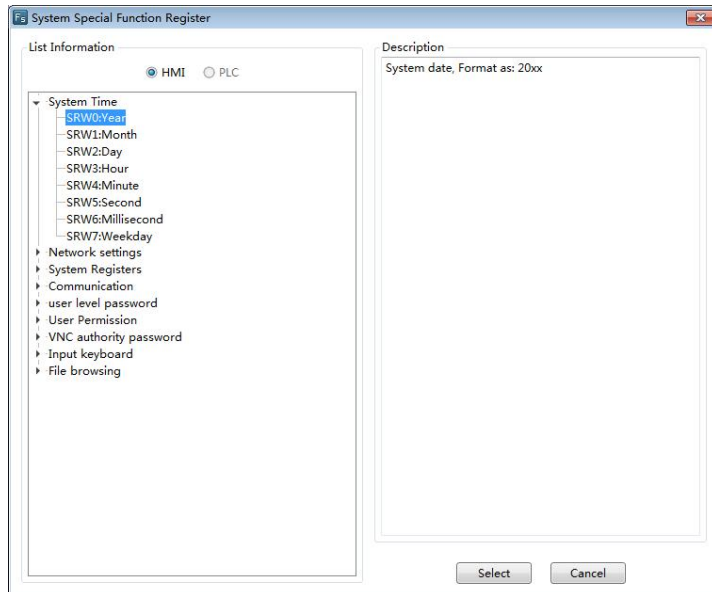 Fs System Special Function Register
List Information
HMI PLC
System Time
SRW0:Year
SRW1:Month
SRW2:Day
SRW3:Hour
SRW4:Minute
SRW5:Second
SRW6:Millisecond
SRW7:Weekday
Network settings
System Registers
Communication
user level password
User Permission
VNC authority password
Input keyboard
File browsing
Description
System date, Format as: 20xx
Select Cancel